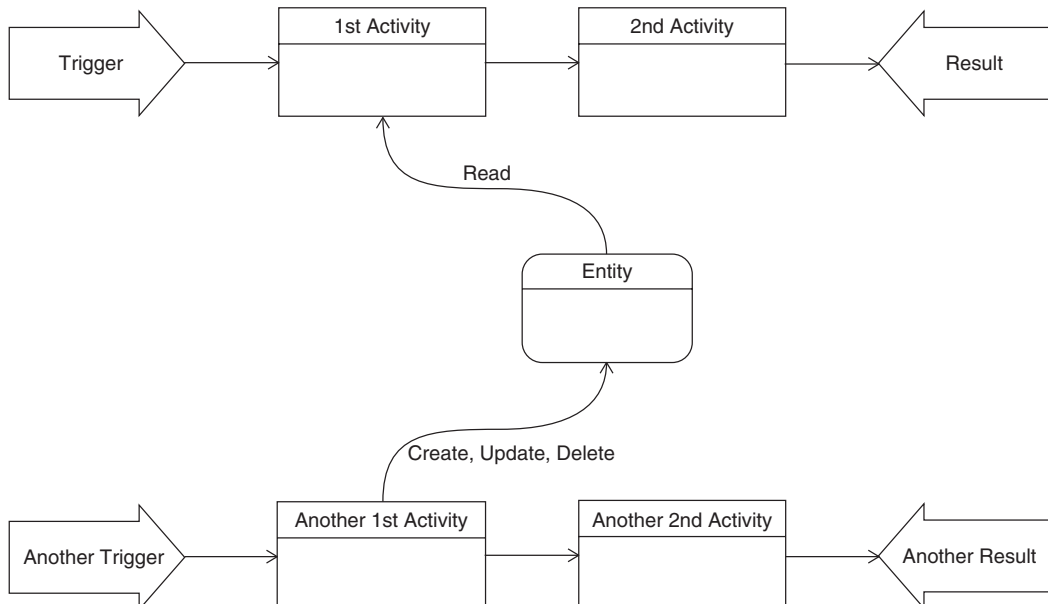 1st Activity
2nd Activity
Trigger
Result
Read
Entity
Create, Update, Delete
Another 1st Activity
Another 2nd Activity
Another Trigger
Another Result